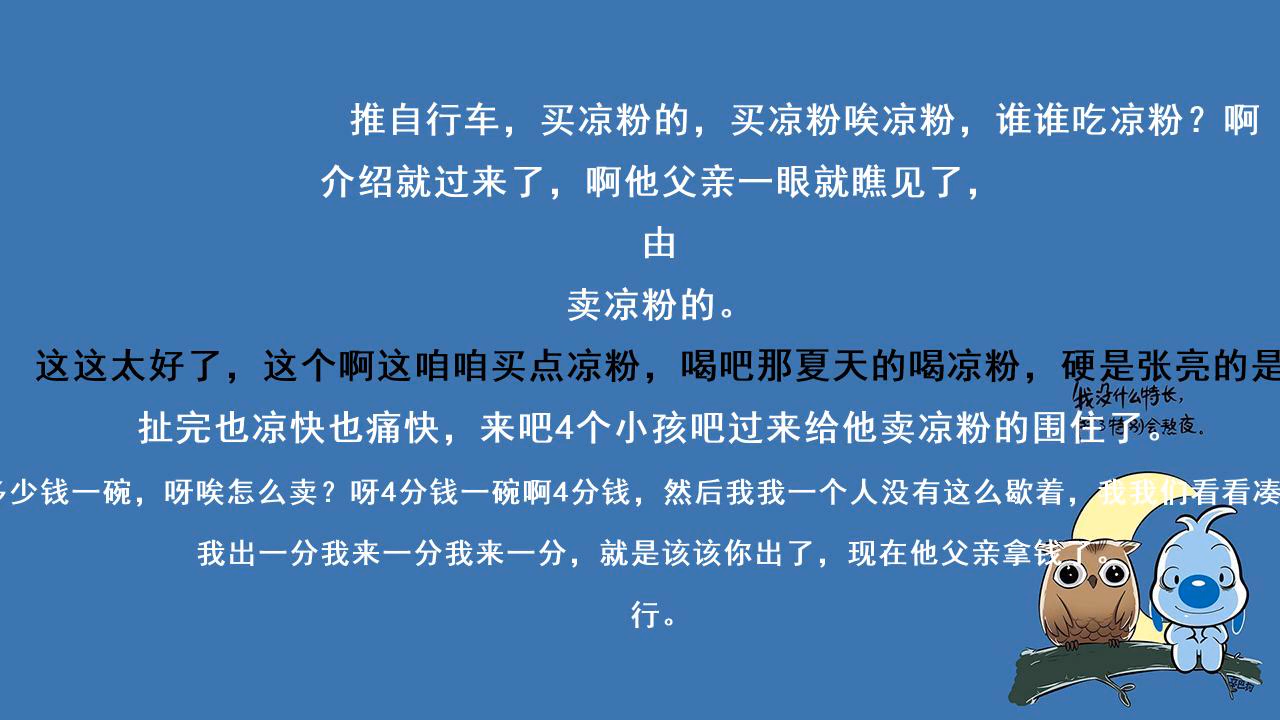 推自行车，买凉粉的，买凉粉唉凉粉，谁谁吃凉粉？啊
介绍就过来了，啊他父亲一眼就瞧见了，
由
卖凉粉的。
这这太好了，这个啊这咱咱买点凉粉，喝吧那夏天的喝凉粉，硬是张亮的是
我没什么特长，
扯完也凉快也痛快，来吧4个小孩吧过来给他卖凉粉的围住了。
特别会熬夜。
多少钱一碗，呀唉怎么卖？呀4分钱一碗啊4分钱，然后我我一个人没有这么歇着，我我们看看凑
我出一分我来一分我来一分，就是该该你出了，现在他父亲拿钱了。
行。